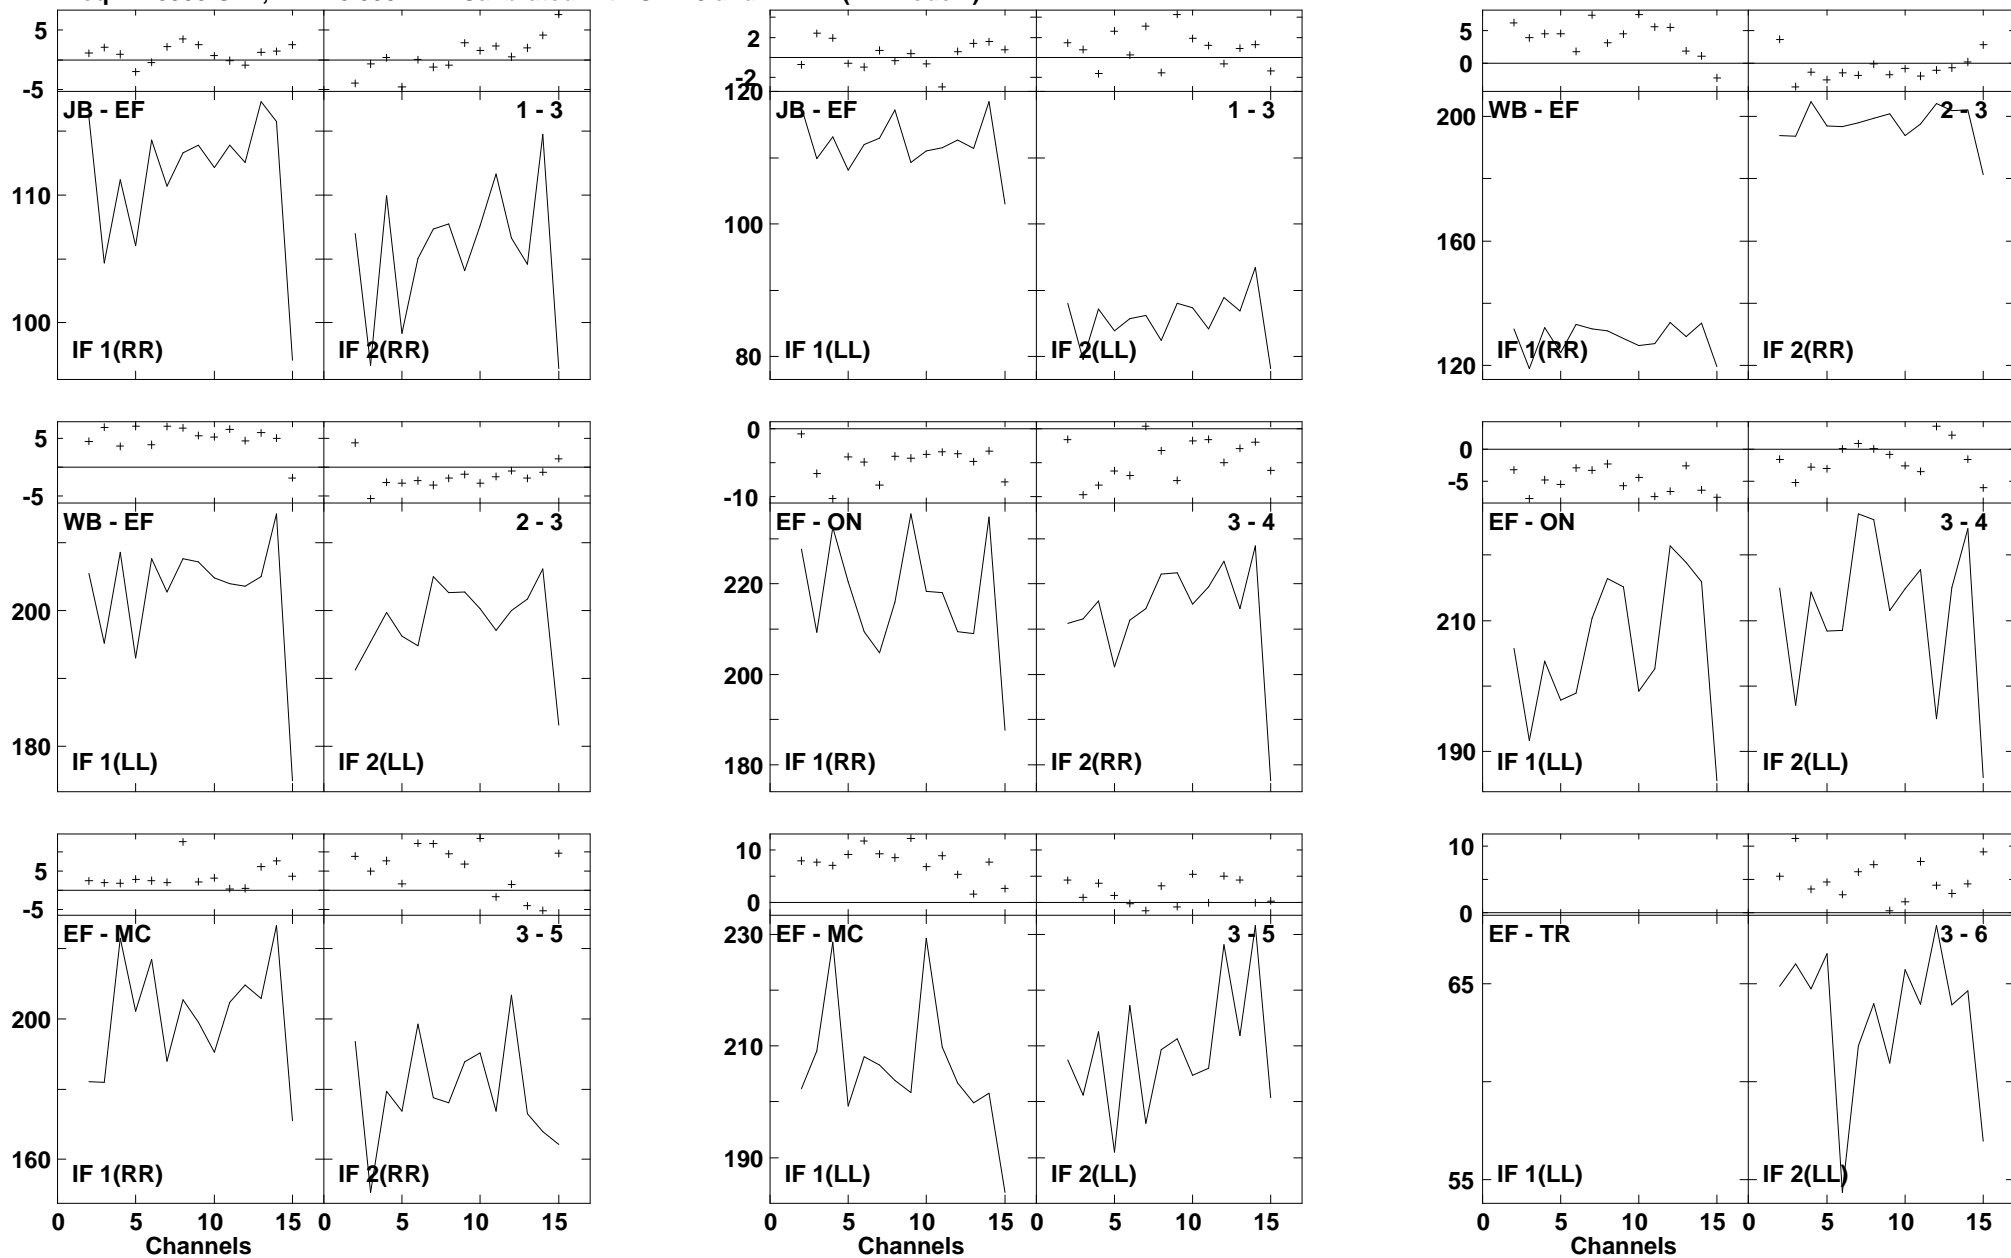 5
-5
JB - EF
1 - 3
110
100
IF 1(RR)
IF 2(RR)
2
-2
120
JB - EF
1 - 3
100
80
IF 1(LL)
IF 2(LL)
5
0
WB - EF
2 - 3
200
160
120
IF 1(RR)
IF 2(RR)
5
-5
WB - EF
2 - 3
200
180
IF 1(LL)
IF 2(LL)
0
-10
EF - ON
3 - 4
220
200
180
IF 1(RR)
IF 2(RR)
0
-5
EF - ON
3 - 4
210
190
IF 1(LL)
IF 2(LL)
5
-5
EF - MC
3 - 5
200
160
IF 1(RR)
IF 2(RR)
0 5 10 15 0 5 10 15
Channels
10
0
EF - MC
3 - 5
230
210
190
IF 1(LL)
IF 2(LL)
0 5 10 15 0 5 10 15
Channels
10
0
EF - TR
3 - 6
65
55
IF 1(LL)
IF 2(LL)
0 5 10 15 0 5 10 15
Channels